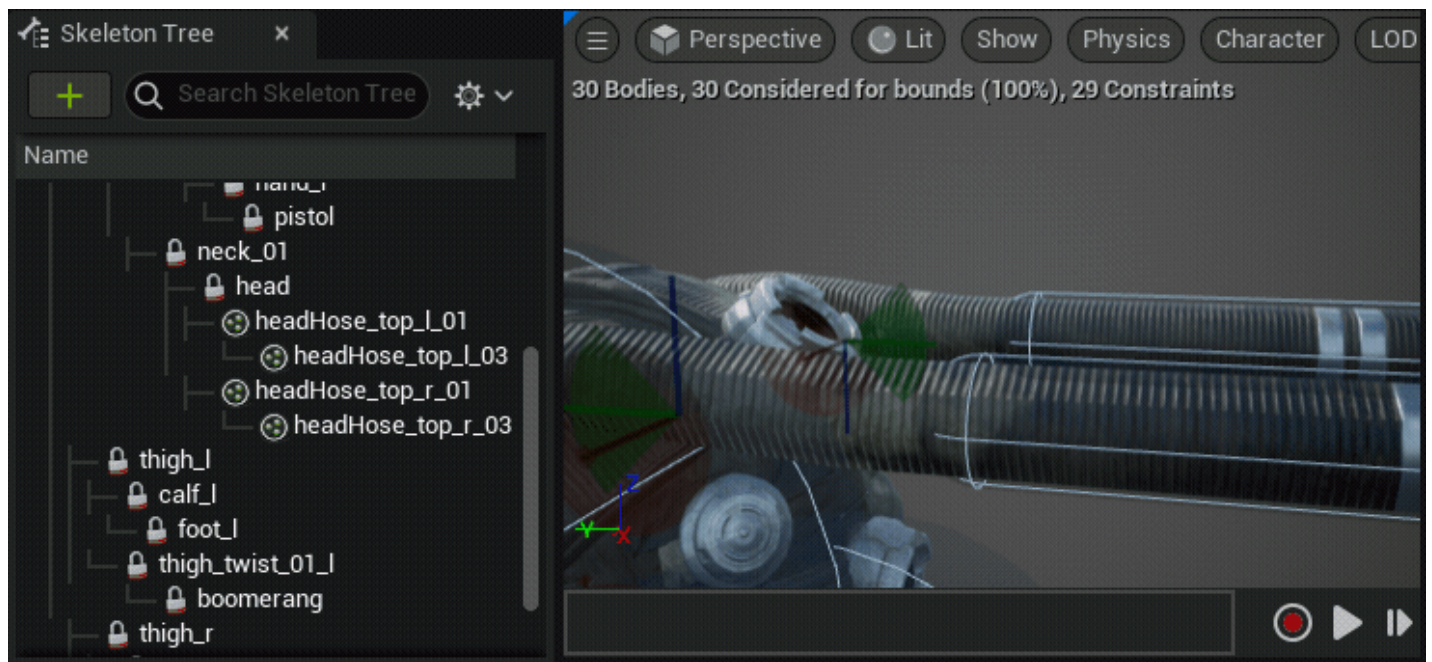 Skeleton Tree
Search Skeleton Tree
Name
pistol
neck_01
head
headHose_top_l_01
headHose_top_l_03
headHose_top_r_01
headHose_top_r_03
thigh_l
calf_l
foot_l
thigh_twist_01_l
boomerang
thigh_r
Perspective Lit Show Physics Character LOD
30 Bodies, 30 Considered for bounds (100%), 29 Constraints
Z
Y
X